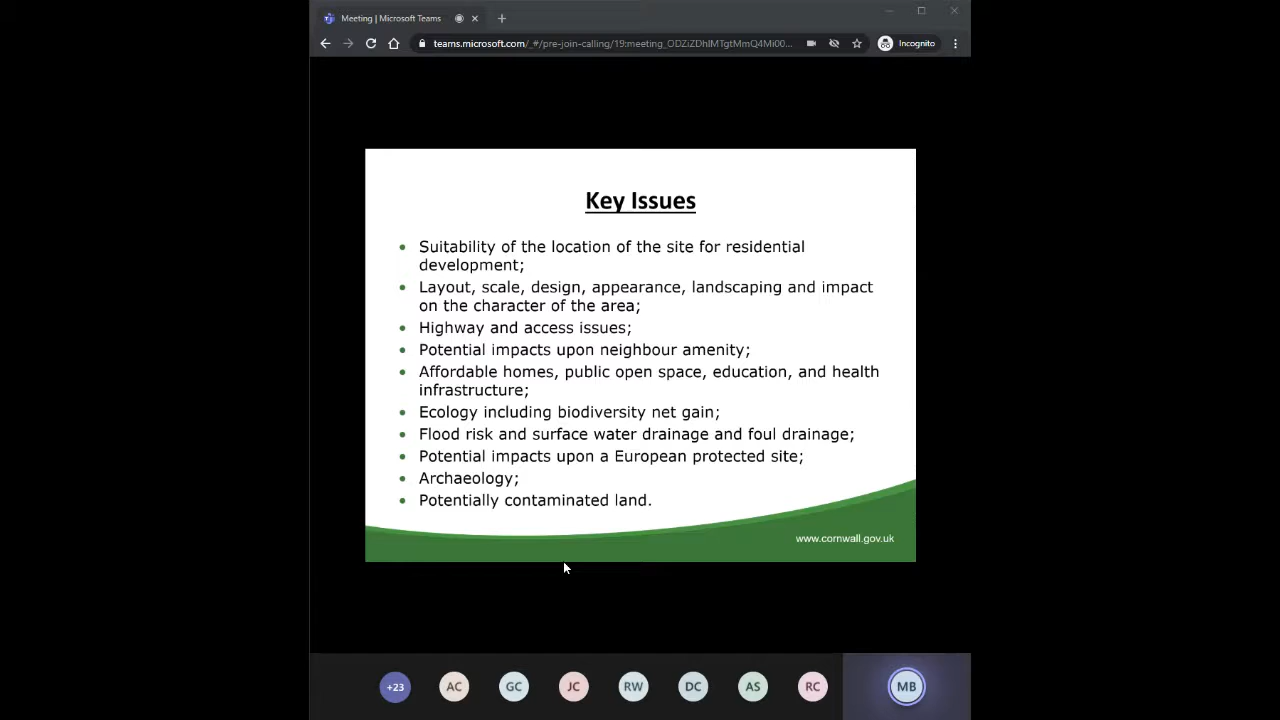 Meeting | Microsoft Teams
teams.microsoft.com/_#/pre-join-calling/19:meeting_ODZiZDhlMTgtMmQ4Mi00...
Incognito
Key Issues
Suitability of the location of the site for residential
development;
Layout, scale, design, appearance, landscaping and impact
on the character of the area;
Highway and access issues;
Potential impacts upon neighbour amenity;
Affordable homes, public open space, education, and health
infrastructure;
Ecology including biodiversity net gain;
Flood risk and surface water drainage and foul drainage;
Potential impacts upon a European protected site;
Archaeology;
Potentially contaminated land.
www.cornwall.gov.uk
+23 AC GC JC RW DC AS RC MB